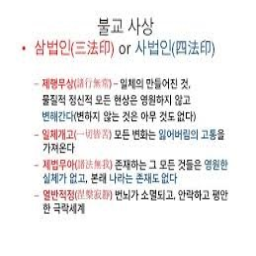 불교 사상
• 삼법인(三法印) or 사법인(四法印)
– 제행무상(諸行無常) – 일체의 만들어진 것,
물질적 정신적 모든 현상은 영원하지 않고
변해간다(변하지 않는 것은 아무 것도 없다)
– 일체개고(一切皆苦) 모든 변화는 잃어버림의 고통을
가져온다
– 제법무아(諸法無我) 존재하는 그 모든 것들은 영원한
실체가 없고, 본래 나라는 존재도 없다
– 열반적정(涅槃寂靜) 번뇌가 소멸되고, 안락하고 평안
한 극락세계